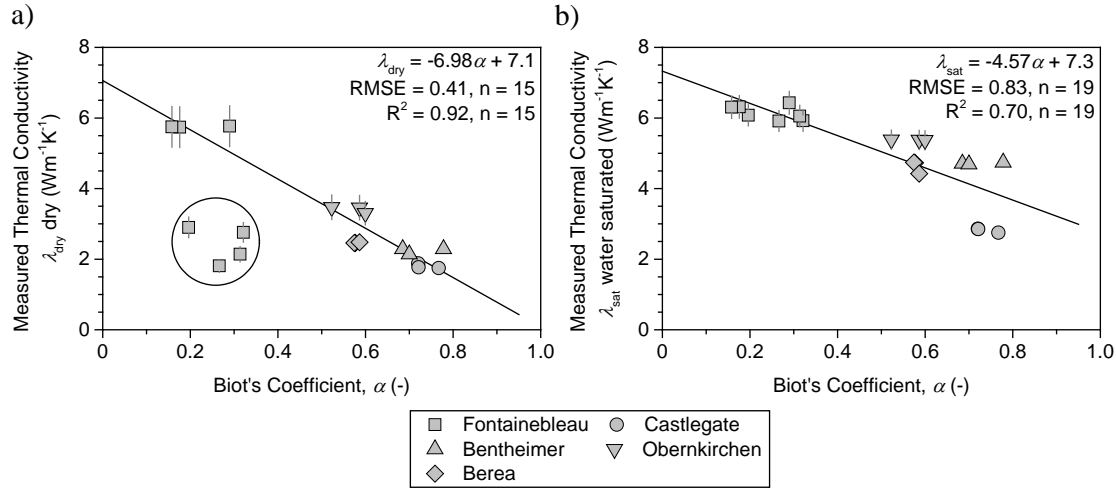 a)
Measured Thermal Conductivity
λdry dry (Wm⁻¹K⁻¹)
8
6
4
2
0
λdry = -6.98α + 7.1
RMSE = 0.41, n = 15
R² = 0.92, n = 15
0 0.2 0.4 0.6 0.8 1.0
Biot's Coefficient, α (-)
b)
Measured Thermal Conductivity
λsat water saturated (Wm⁻¹K⁻¹)
8
6
4
2
0
λsat = -4.57α + 7.3
RMSE = 0.83, n = 19
R² = 0.70, n = 19
0 0.2 0.4 0.6 0.8 1.0
Biot's Coefficient, α (-)
Fontainebleau Castlegate
Bentheimer Obernkirchen
Berea